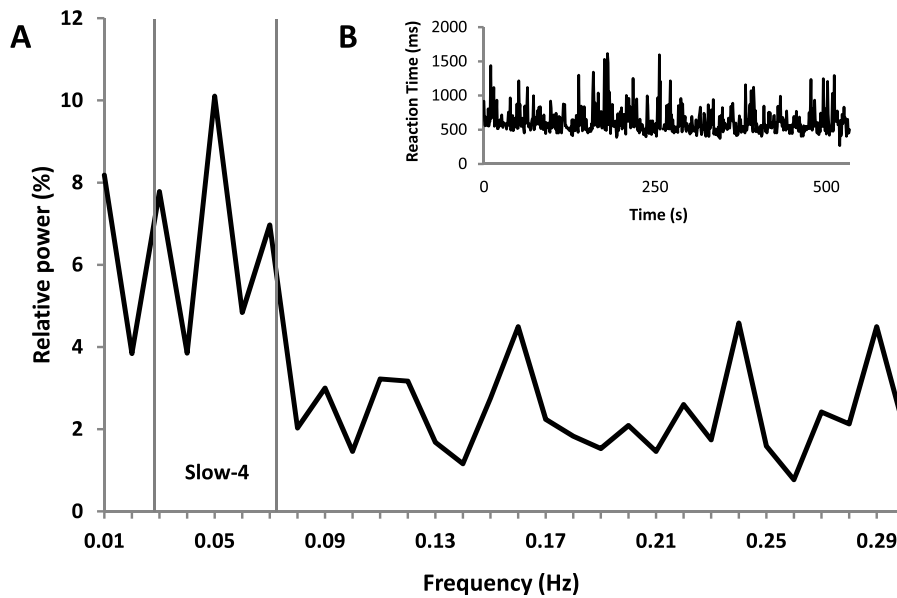 A
12
10
8
6
4
2
0
Relative power (%)
Slow-4
0.01 0.05 0.09 0.13 0.17 0.21 0.25 0.29
Frequency (Hz)
B
2000
1500
1000
500
0
Reaction Time (ms)
0 250 500
Time (s)